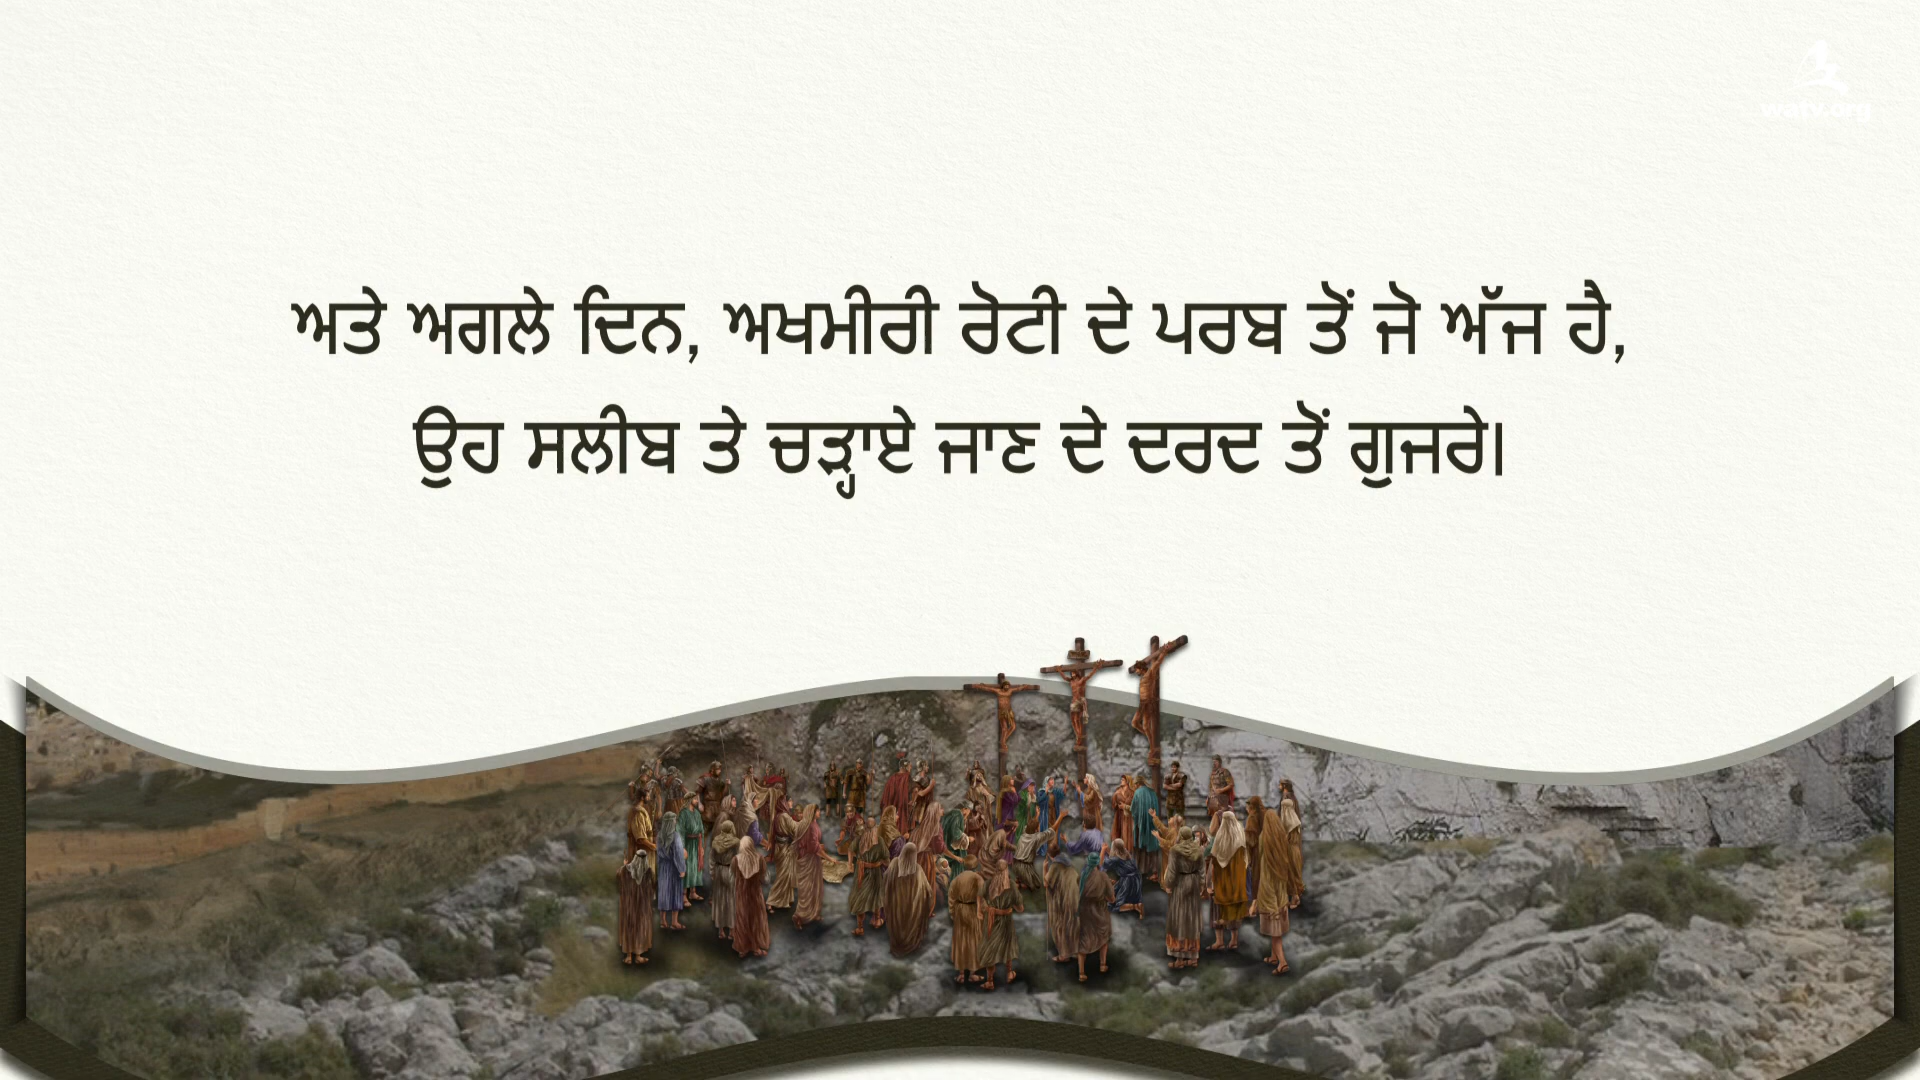 watv.org
ਅਤੇ ਅਗਲੇ ਦਿਨ, ਅਖਮੀਰੀ ਰੋਟੀ ਦੇ ਪਰਬ ਤੋਂ ਜੋ ਅੱਜ ਹੈ,
ਉਹ ਸਲੀਬ ਤੇ ਚੜ੍ਹਾਏ ਜਾਣ ਦੇ ਦਰਦ ਤੋਂ ਗੁਜਰੇ।